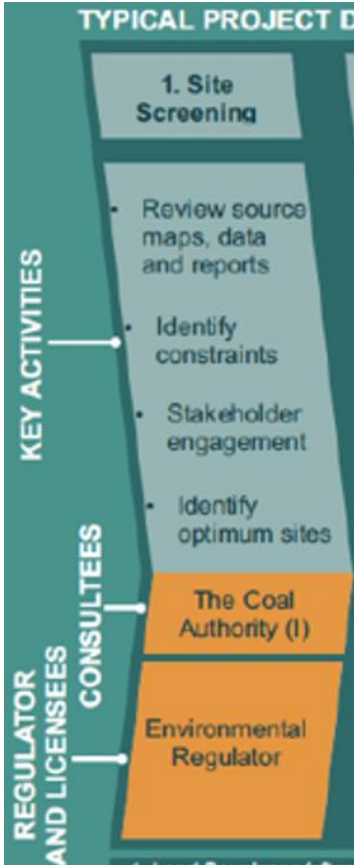 TYPICAL PROJECT D
1. Site
Screening
• Review source
maps, data
and reports
• Identify
constraints
• Stakeholder
engagement
• Identify
optimum sites
KEY ACTIVITIES
The Coal
Authority (I)
CONSULTEES
Environmental
Regulator
REGULATOR
AND LICENSEES